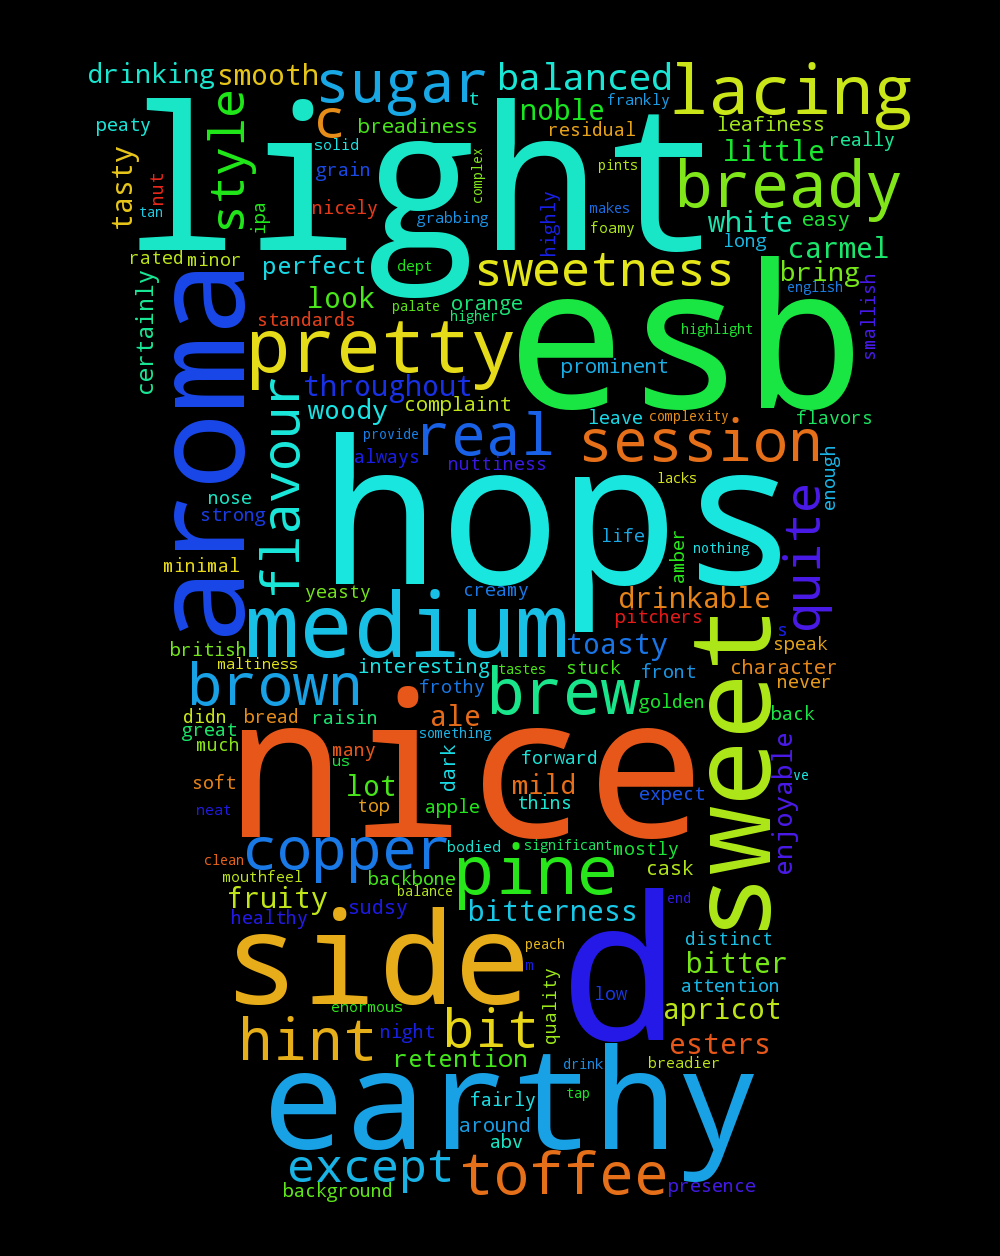 drinking
smooth
sugar
t
balanced
frankly
lacing
peaty
c
breadiness
noble
residual
leafiness
really
light
style
solid
grain
complex
pints
little
tasty
nut
tan
ipa
nicely
grabbing
highly
makes
foamy
bready
white
easy
long
carmel
rated
minor
perfect
dept
sweetness
bring
english
certainly
aroma
look
palate
orange
higher
standards
pretty
esb
highlight
smallish
prominent
throughout
flavour
woody
complaint
leave
complexity
flavors
provide
real
session
always
nuttiness
lacks
enough
nose
strong
hops
life
amber
nothing
quite
minimal
yeasty
creamy
drinkable
medium
pitchers
toasty
s
speak
british
maltiness
interesting
tastes
stuck
front
character
never
brown
frothy
brew
golden
sweet
back
didn
bread
raisin
ale
something
great
much
many
us
dark
forward
nice
enjoyable
ve
soft
lot
mild
expect
neat
top
apple
thins
copper
bodied
significant
mostly
clean
mouthfeel
backbone
balance
pine
cask
fruity
healthy
sudsy
bitterness
end
side
peach
m
d
distinct
bitter
attention
quality
low
apricot
enormous
hint
night
bit
esters
retention
drink
breadier
earthy
tap
fairly
around
abv
except
toffee
background
presence